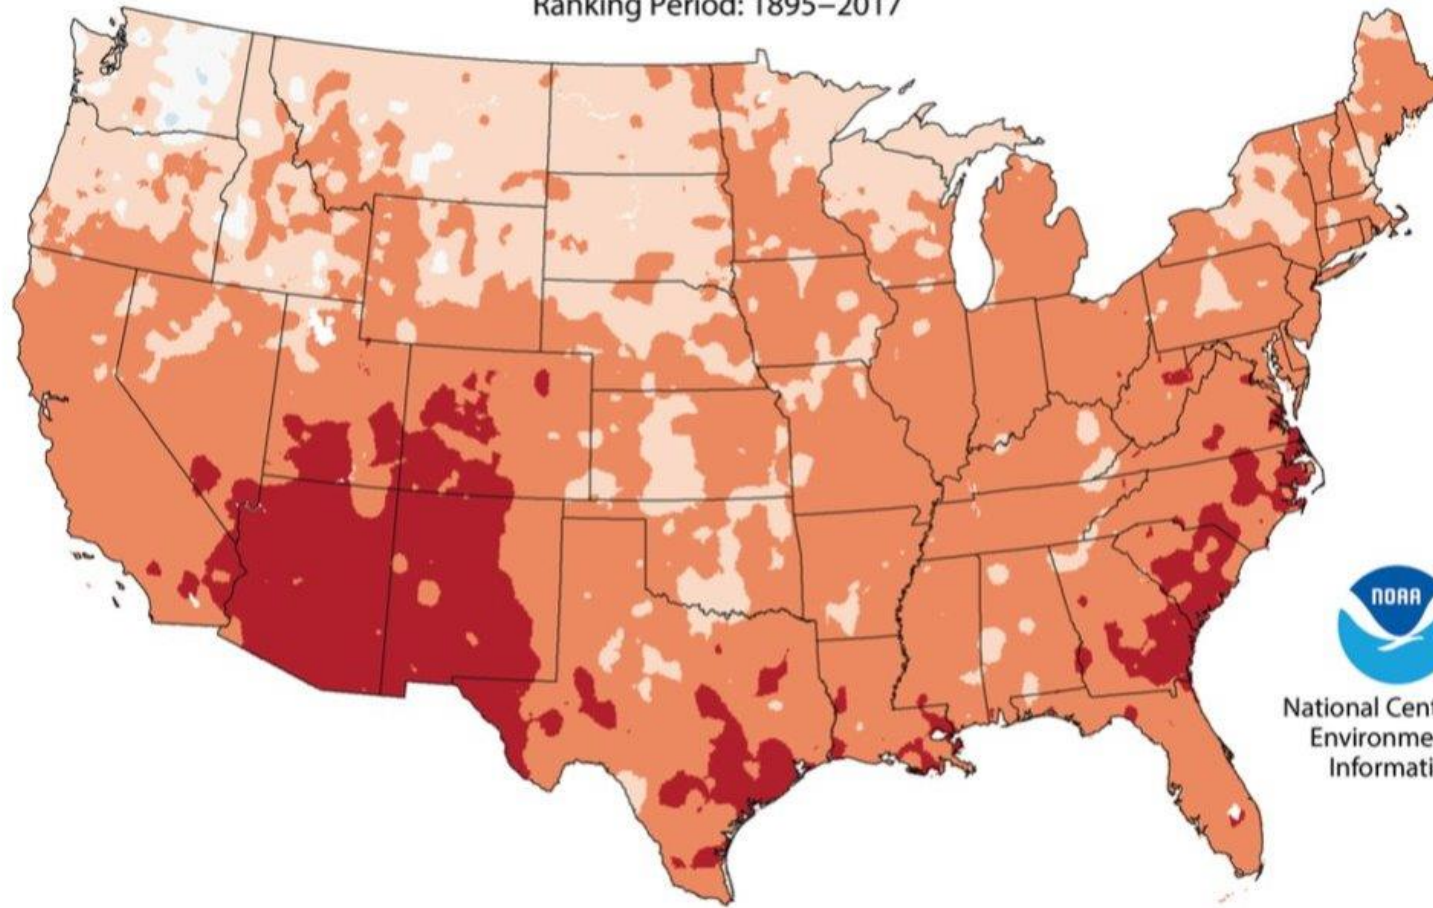 Ranking Period: 1895–2017
NOAA
National Cent
Environme
Informati